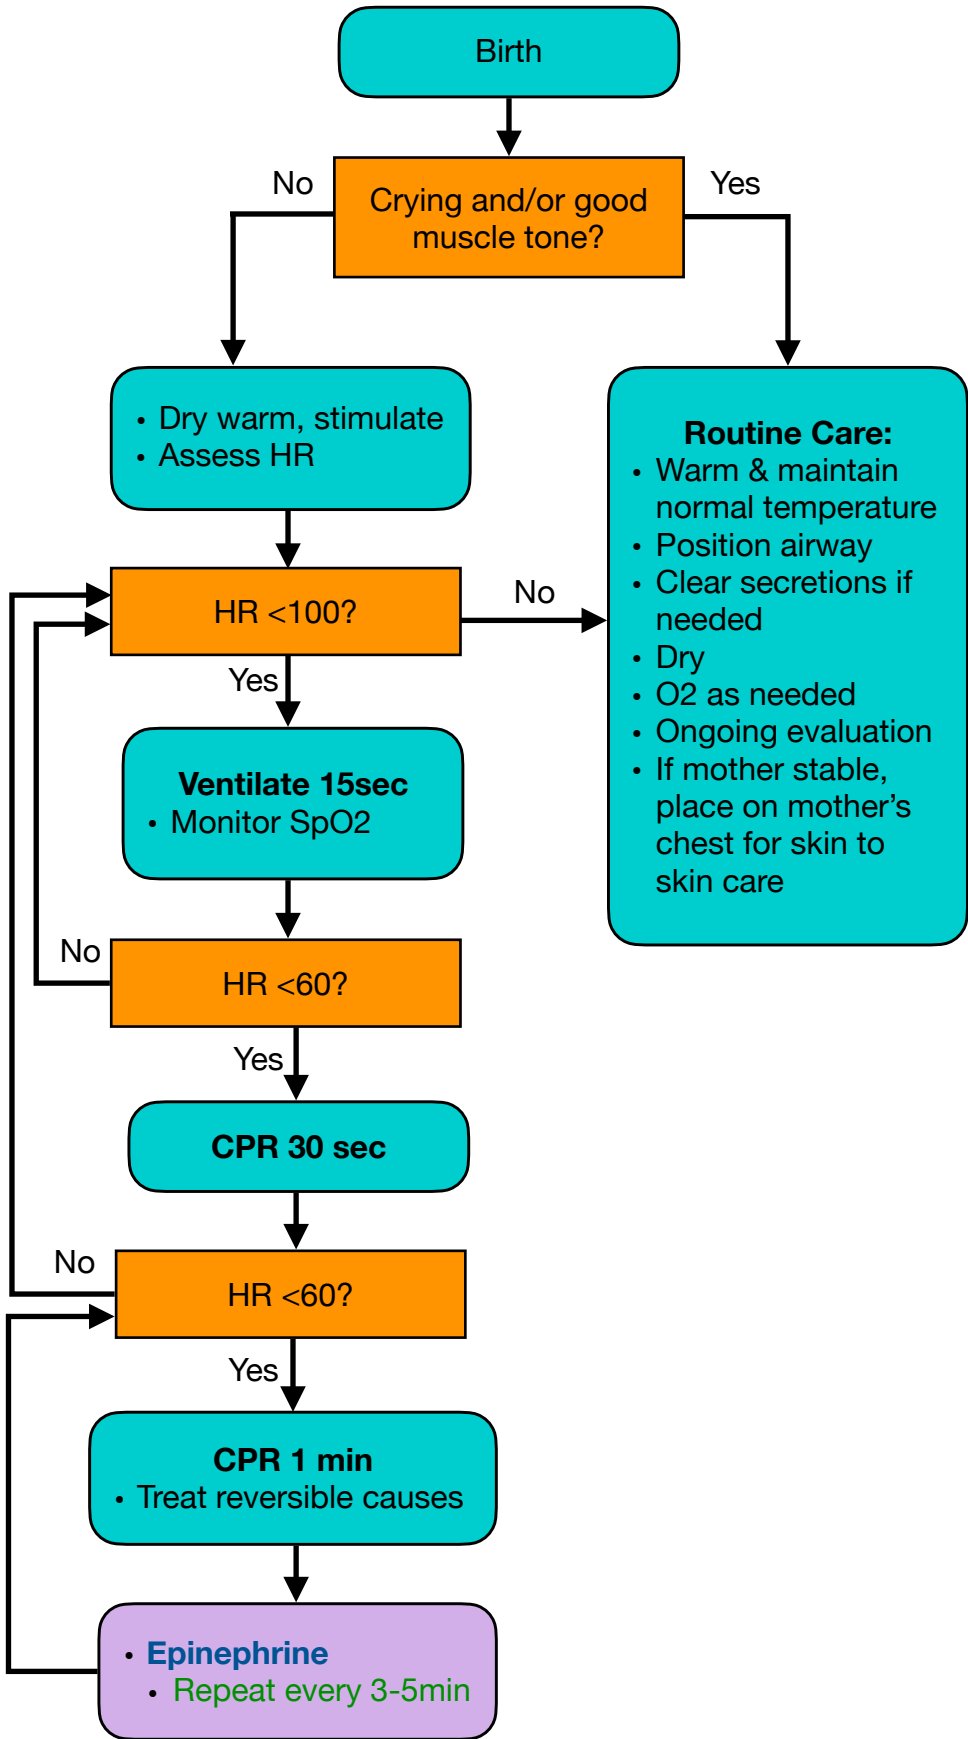 Birth
No
Yes
Crying and/or good
muscle tone?
• Dry warm, stimulate
• Assess HR
Routine Care:
• Warm & maintain
normal temperature
• Position airway
• Clear secretions if
needed
• Dry
• O2 as needed
• Ongoing evaluation
• If mother stable,
place on mother's
chest for skin to
skin care
HR <100?
No
Yes
Ventilate 15sec
• Monitor SpO2
No
HR <60?
Yes
CPR 30 sec
No
HR <60?
Yes
CPR 1 min
• Treat reversible causes
• Epinephrine
• Repeat every 3-5min